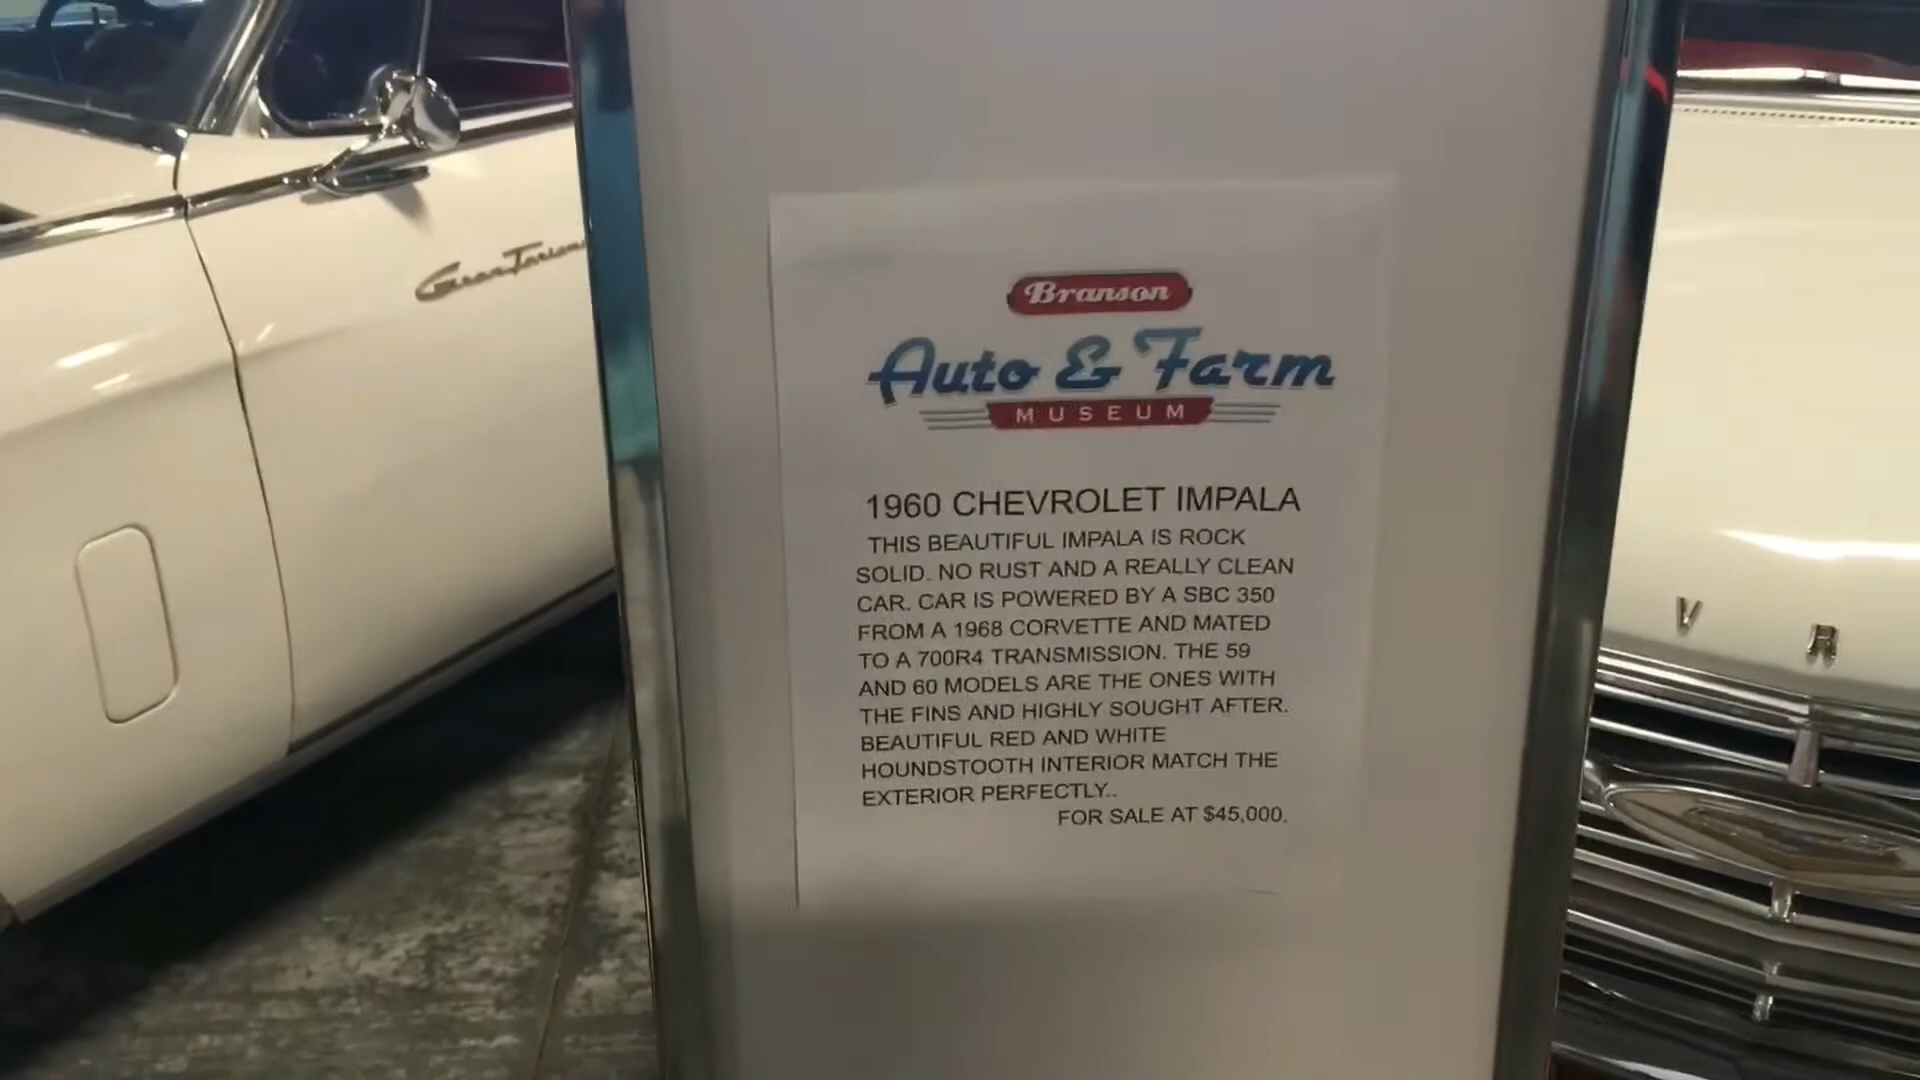 Branson
Auto & Farm
MUSEUM
1960 CHEVROLET IMPALA
THIS BEAUTIFUL IMPALA IS ROCK
SOLID. NO RUST AND A REALLY CLEAN
CAR. CAR IS POWERED BY A SBC 350
FROM A 1968 CORVETTE AND MATED
TO A 700R4 TRANSMISSION. THE 59
AND 60 MODELS ARE THE ONES WITH
THE FINS AND HIGHLY SOUGHT AFTER.
BEAUTIFUL RED AND WHITE
HOUNDSTOOTH INTERIOR MATCH THE
EXTERIOR PERFECTLY..
FOR SALE AT $45,000.
Gran Turismo
V R